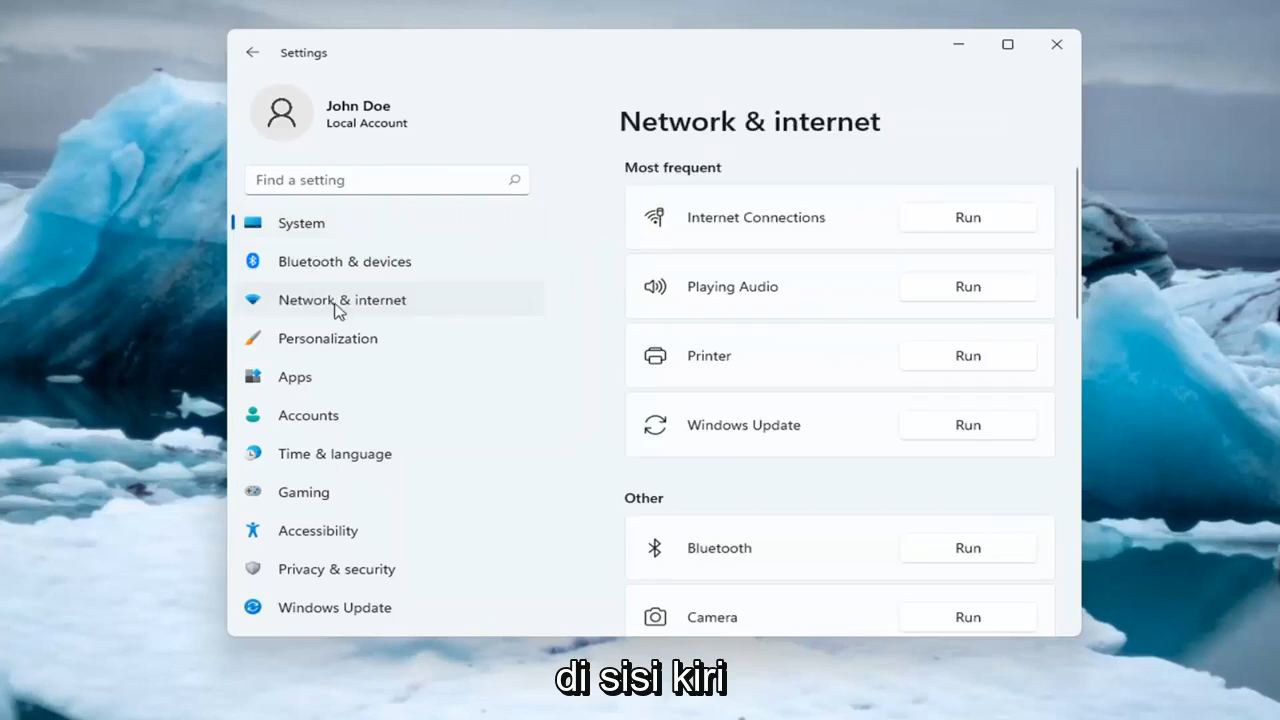 Settings
John Doe
Local Account
Find a setting
System
Bluetooth & devices
Network & internet
Personalization
Apps
Accounts
Time & language
Gaming
Accessibility
Privacy & security
Windows Update
Network & internet
Most frequent
Internet Connections Run
Playing Audio Run
Printer Run
Windows Update Run
Other
Bluetooth Run
Camera Run
di sisi kiri